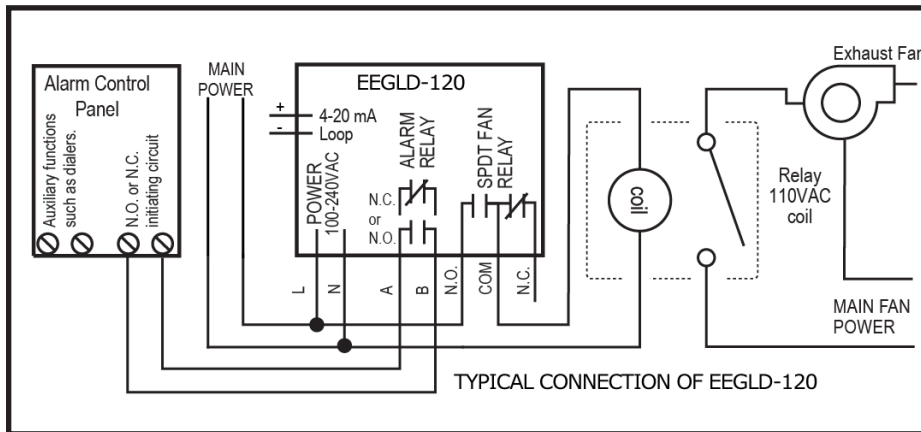 Alarm Control
Panel
Auxiliary functions
such as dialers.
N.O. or N.C.
initiating circuit
MAIN
POWER
EEGLD-120
+
-
4-20 mA
Loop
POWER
100-240VAC
ALARM
RELAY
N.C.
or
N.O.
SPDT FAN
RELAY
L
N
A
B
N.O.
COM
N.C.
coil
Relay
110VAC
coil
Exhaust Fan
MAIN FAN
POWER
TYPICAL CONNECTION OF EEGLD-120